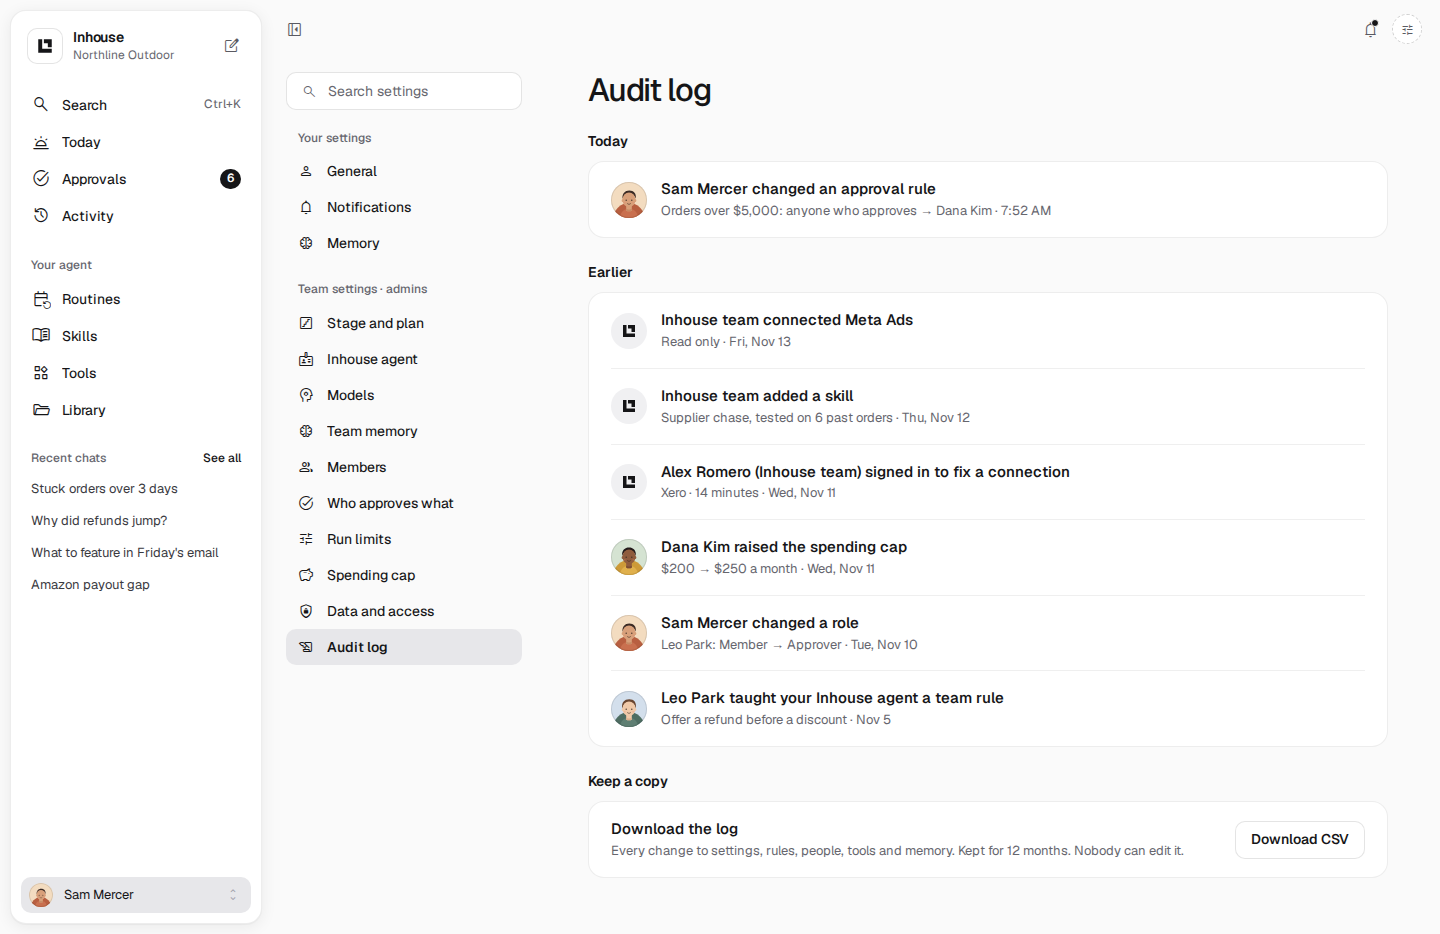 Inhouse
Northline Outdoor
Search
Ctrl+K
Today
Approvals
6
Activity
Your agent
Routines
Skills
Tools
Library
Recent chats
See all
Stuck orders over 3 days
Why did refunds jump?
What to feature in Friday's email
Amazon payout gap
Sam Mercer
Search settings
Your settings
General
Notifications
Memory
Team settings · admins
Stage and plan
Inhouse agent
Models
Team memory
Members
Who approves what
Run limits
Spending cap
Data and access
Audit log
Audit log
Today
Sam Mercer changed an approval rule
Orders over $5,000: anyone who approves → Dana Kim · 7:52 AM
Earlier
Inhouse team connected Meta Ads
Read only · Fri, Nov 13
Inhouse team added a skill
Supplier chase, tested on 6 past orders · Thu, Nov 12
Alex Romero (Inhouse team) signed in to fix a connection
Xero · 14 minutes · Wed, Nov 11
Dana Kim raised the spending cap
$200 → $250 a month · Wed, Nov 11
Sam Mercer changed a role
Leo Park: Member → Approver · Tue, Nov 10
Leo Park taught your Inhouse agent a team rule
Offer a refund before a discount · Nov 5
Keep a copy
Download the log
Every change to settings, rules, people, tools and memory. Kept for 12 months. Nobody can edit it.
Download CSV